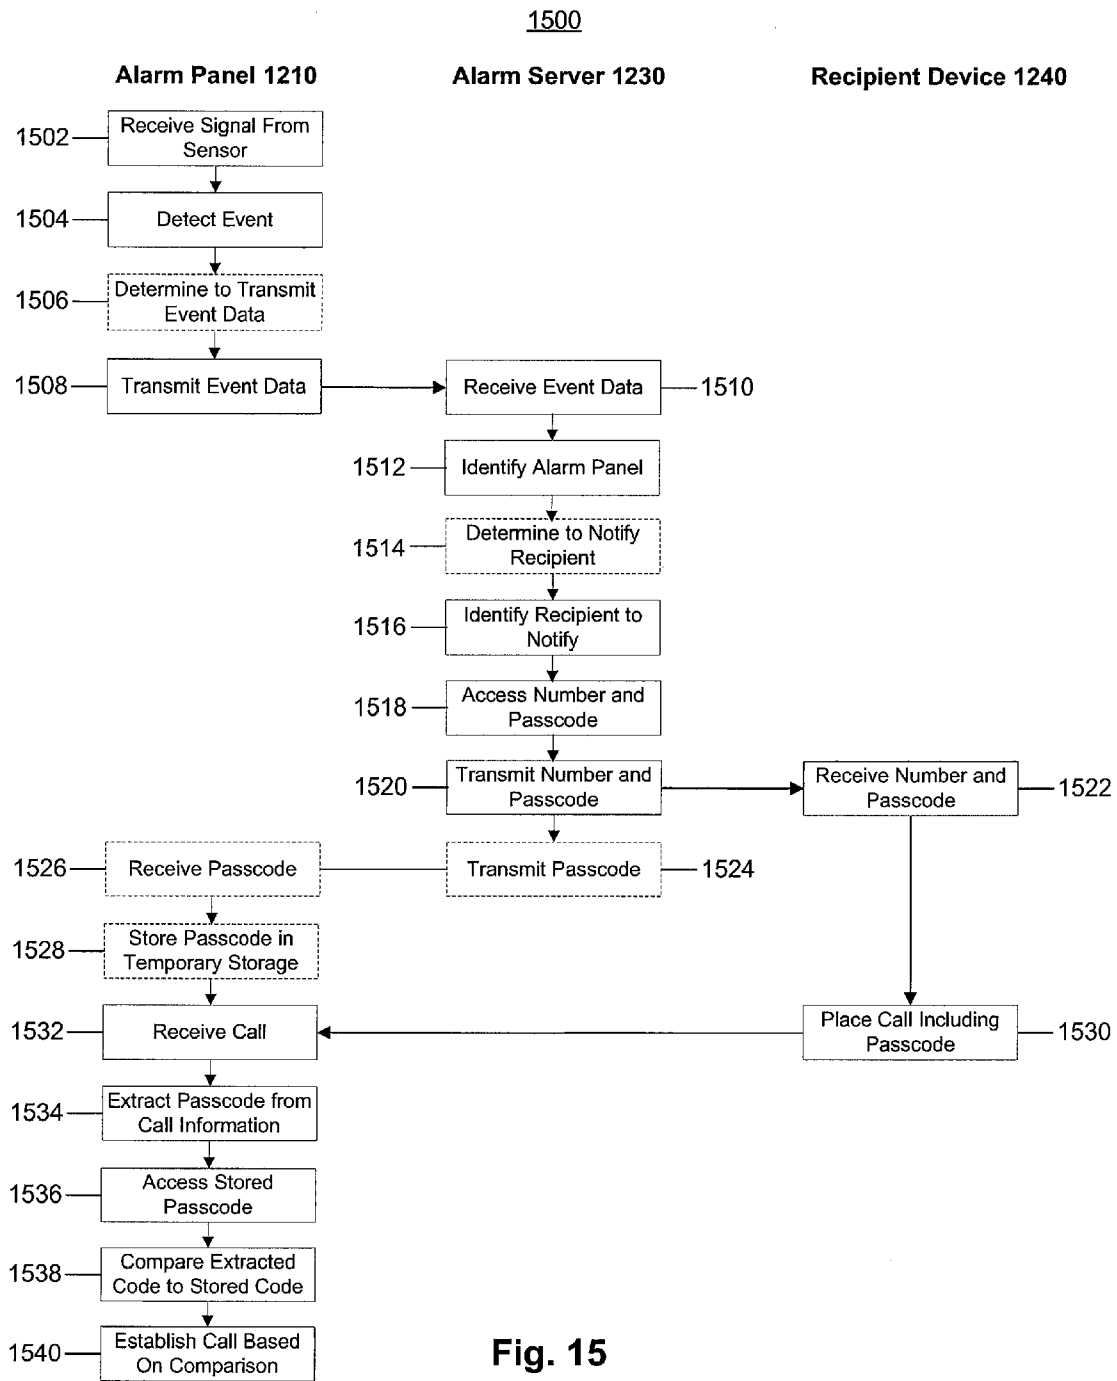 1500
Alarm Panel 1210
Alarm Server 1230
Recipient Device 1240
1502
Receive Signal From
Sensor
1504
Detect Event
1506
Determine to Transmit
Event Data
1508
Transmit Event Data
Receive Event Data
1510
1512
Identify Alarm Panel
1514
Determine to Notify
Recipient
1516
Identify Recipient to
Notify
1518
Access Number and
Passcode
1520
Transmit Number and
Passcode
Receive Number and
Passcode
1522
1526
Receive Passcode
Transmit Passcode
1524
1528
Store Passcode in
Temporary Storage
1532
Receive Call
Place Call Including
Passcode
1530
1534
Extract Passcode from
Call Information
1536
Access Stored
Passcode
1538
Compare Extracted
Code to Stored Code
1540
Establish Call Based
On Comparison
Fig. 15